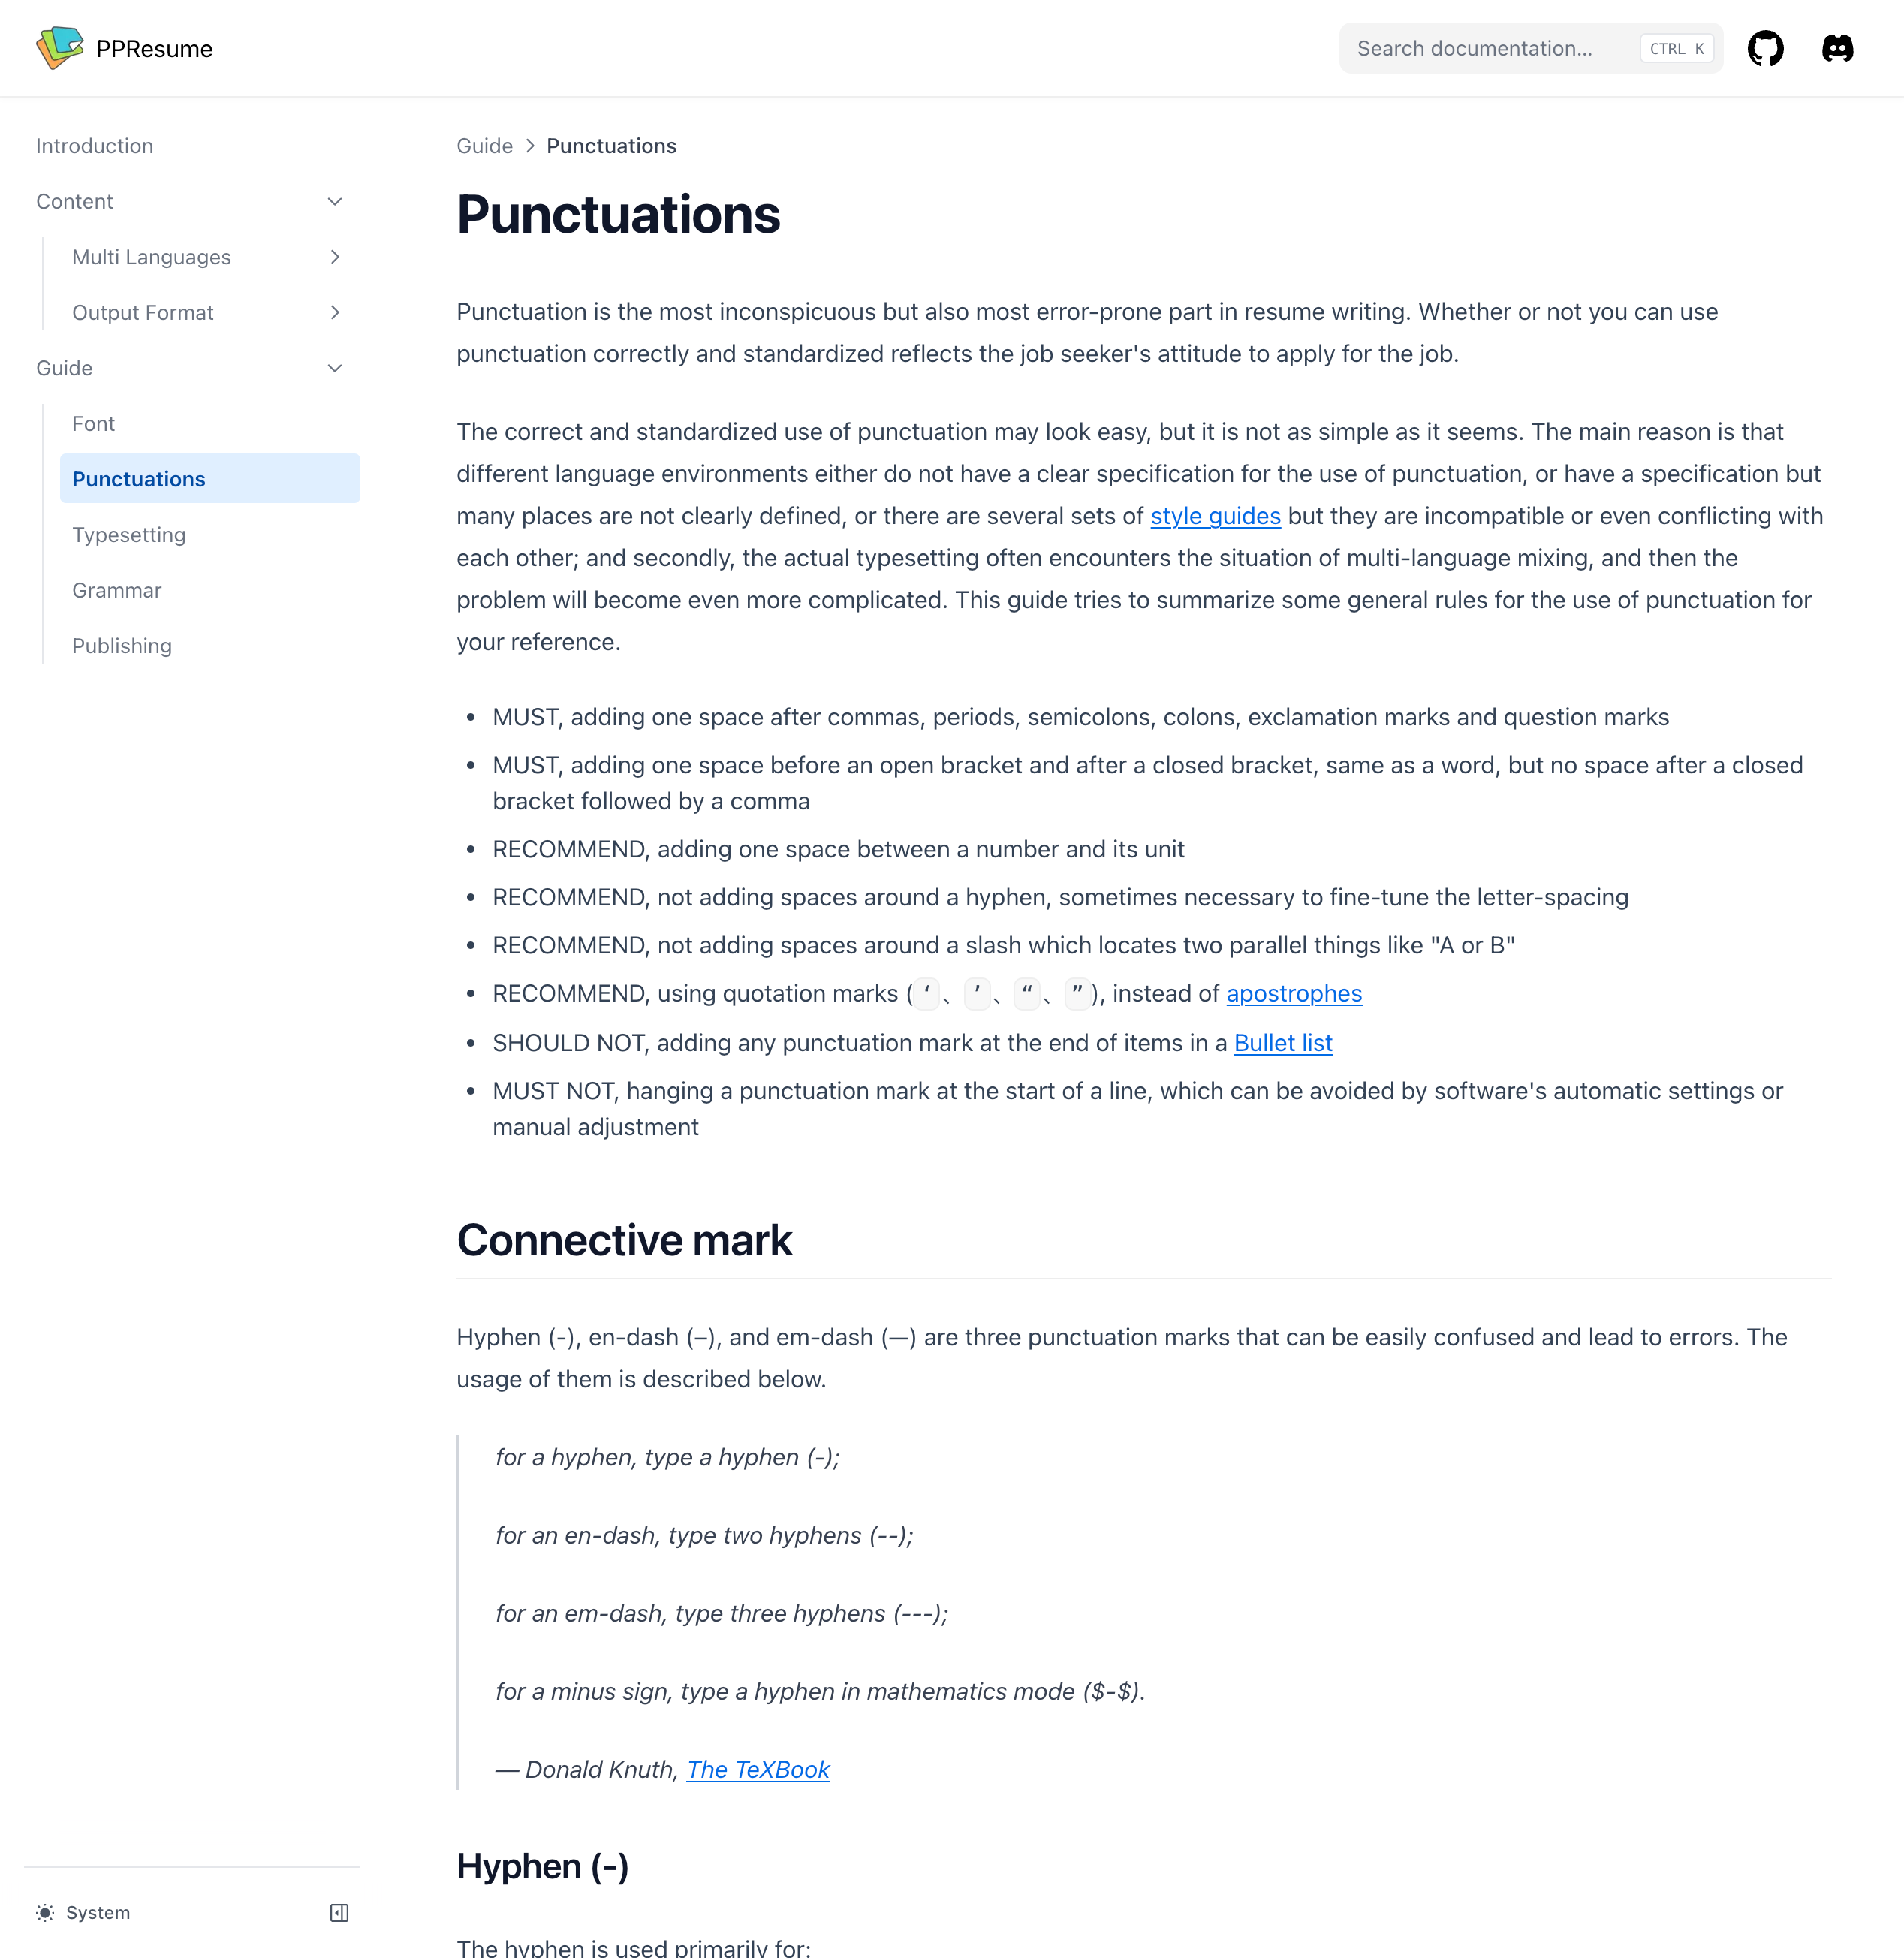 PPResume
Search documentation...
CTRL K
Introduction
Content
Multi Languages
Output Format
Guide
Font
Punctuations
Typesetting
Grammar
Publishing
System
Guide > Punctuations
Punctuations
Punctuation is the most inconspicuous but also most error-prone part in resume writing. Whether or not you can use
punctuation correctly and standardized reflects the job seeker's attitude to apply for the job.
The correct and standardized use of punctuation may look easy, but it is not as simple as it seems. The main reason is that
different language environments either do not have a clear specification for the use of punctuation, or have a specification but
many places are not clearly defined, or there are several sets of style guides but they are incompatible or even conflicting with
each other; and secondly, the actual typesetting often encounters the situation of multi-language mixing, and then the
problem will become even more complicated. This guide tries to summarize some general rules for the use of punctuation for
your reference.
• MUST, adding one space after commas, periods, semicolons, colons, exclamation marks and question marks
• MUST, adding one space before an open bracket and after a closed bracket, same as a word, but no space after a closed
bracket followed by a comma
• RECOMMEND, adding one space between a number and its unit
• RECOMMEND, not adding spaces around a hyphen, sometimes necessary to fine-tune the letter-spacing
• RECOMMEND, not adding spaces around a slash which locates two parallel things like "A or B"
• RECOMMEND, using quotation marks (‘、’、“、”), instead of apostrophes
• SHOULD NOT, adding any punctuation mark at the end of items in a Bullet list
• MUST NOT, hanging a punctuation mark at the start of a line, which can be avoided by software's automatic settings or
manual adjustment
Connective mark
Hyphen (-), en-dash (–), and em-dash (—) are three punctuation marks that can be easily confused and lead to errors. The
usage of them is described below.
for a hyphen, type a hyphen (-);
for an en-dash, type two hyphens (--);
for an em-dash, type three hyphens (---);
for a minus sign, type a hyphen in mathematics mode ($-$).
— Donald Knuth, The TeXBook
Hyphen (-)
The hyphen is used primarily for: